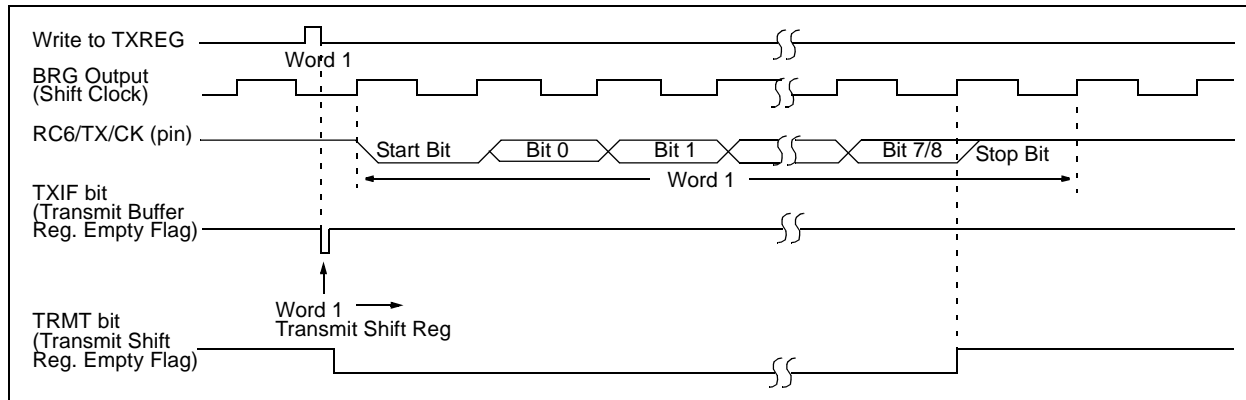 Write to TXREG
Word 1
BRG Output
(Shift Clock)
RC6/TX/CK (pin)
Start Bit
Bit 0
Bit 1
Bit 7/8
Stop Bit
Word 1
TXIF bit
(Transmit Buffer
Reg. Empty Flag)
Word 1
Transmit Shift Reg
TRMT bit
(Transmit Shift
Reg. Empty Flag)